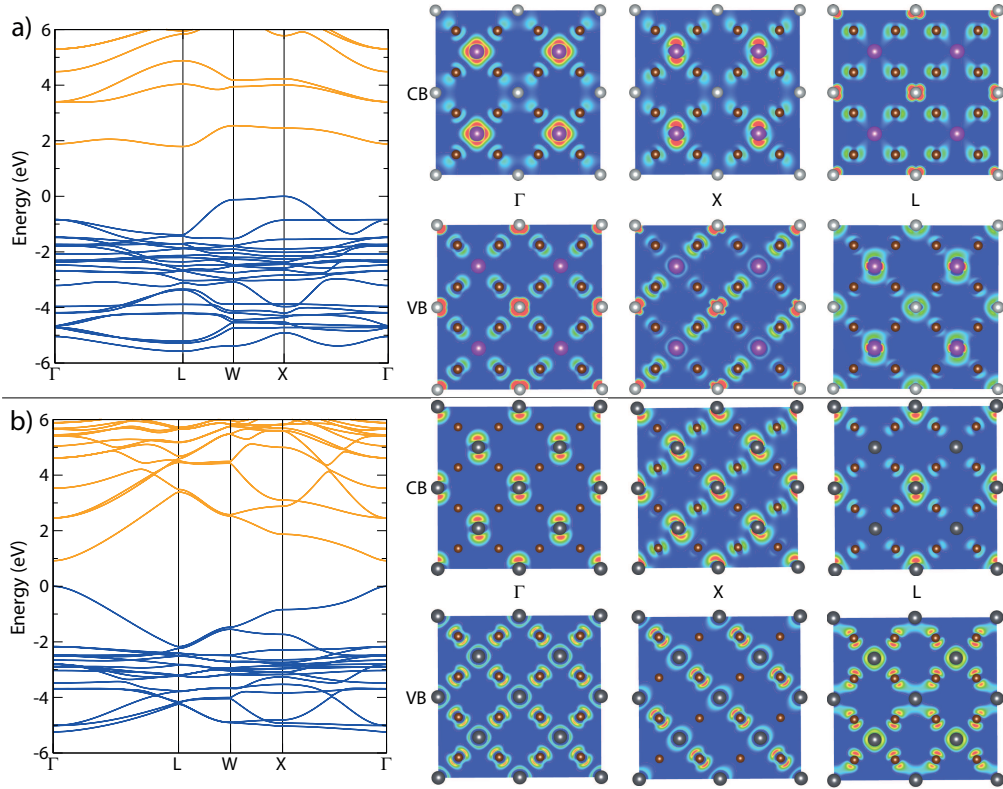 a)
6
4
2
0
-2
-4
-6
Energy (eV)
Γ L W X Γ
CB
Γ X L
VB
b)
6
4
2
0
-2
-4
-6
Energy (eV)
Γ L W X Γ
CB
Γ X L
VB